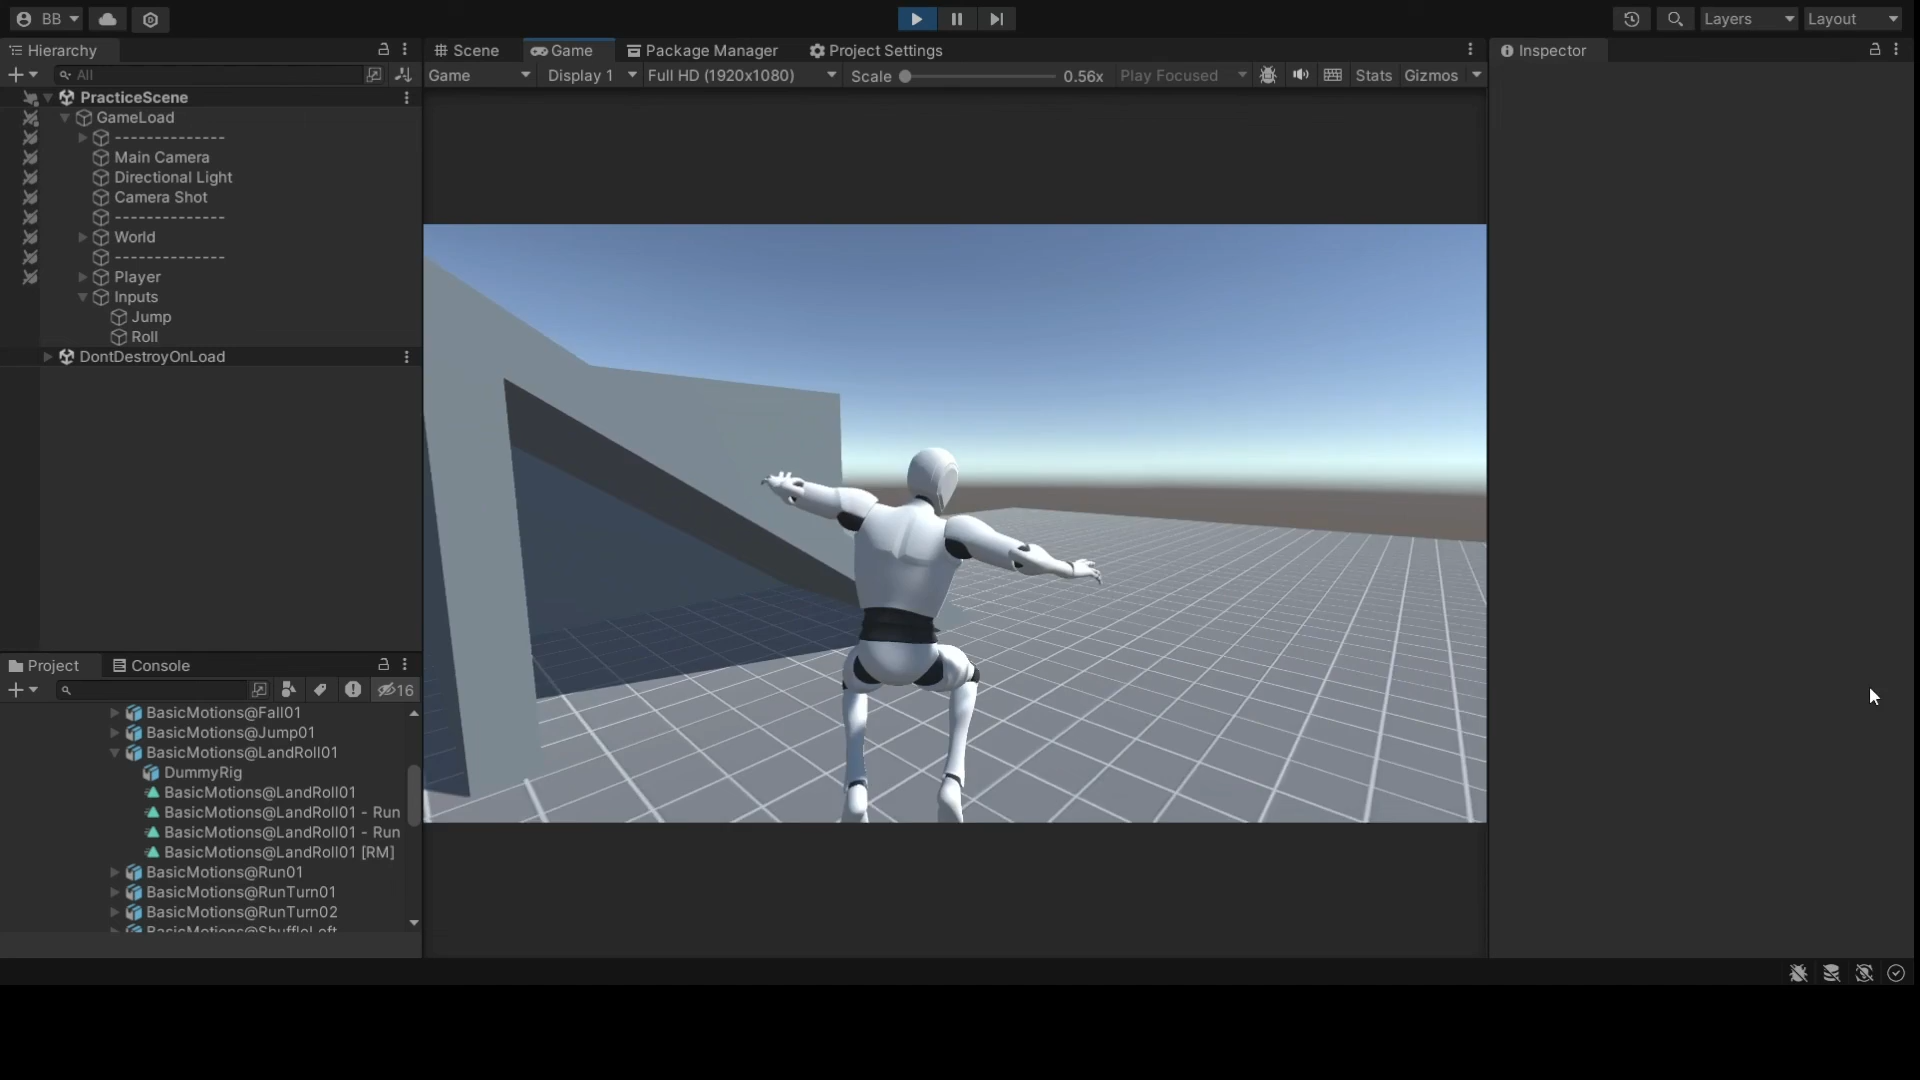 BB
Layers
Layout
Hierarchy
Scene
Game
Package Manager
Project Settings
Inspector
All
Game
Display 1
Full HD (1920x1080)
Scale
0.56x
Play Focused
Stats
Gizmos
PracticeScene
GameLoad
--------------
Main Camera
Directional Light
Camera Shot
--------------
World
--------------
Player
Inputs
Jump
Roll
DontDestroyOnLoad
Project
Console
16
BasicMotions@Fall01
BasicMotions@Jump01
BasicMotions@LandRoll01
DummyRig
BasicMotions@LandRoll01
BasicMotions@LandRoll01 - Run
BasicMotions@LandRoll01 - Run
BasicMotions@LandRoll01 [RM]
BasicMotions@Run01
BasicMotions@RunTurn01
BasicMotions@RunTurn02
BasicMotions@ShuffleLeft